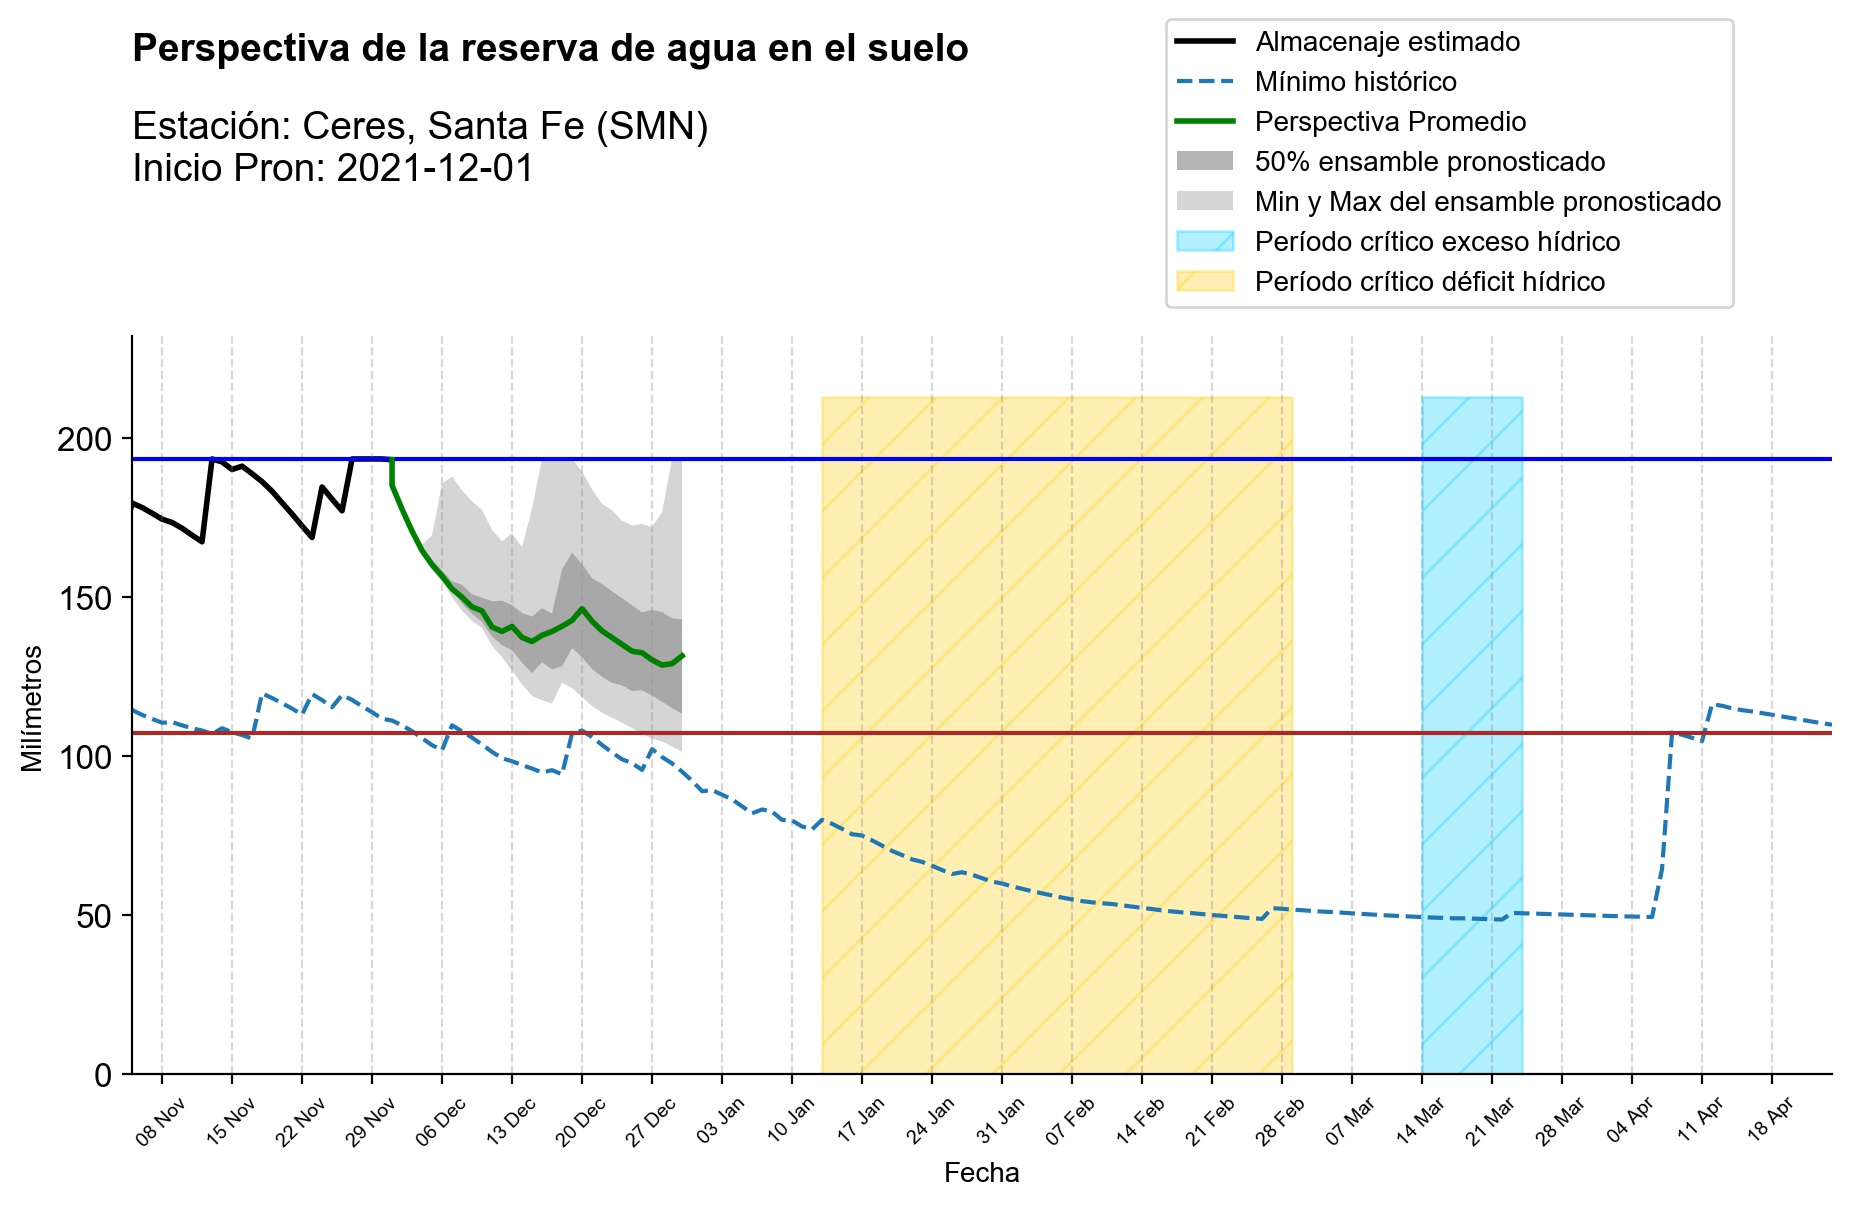 Perspectiva de la reserva de agua en el suelo
Estación: Ceres, Santa Fe (SMN)
Inicio Pron: 2021-12-01
Almacenaje estimado
Mínimo histórico
Perspectiva Promedio
50% ensamble pronosticado
Min y Max del ensamble pronosticado
Período crítico exceso hídrico
Período crítico déficit hídrico
Milímetros
200
150
100
50
0
08 Nov
15 Nov
22 Nov
29 Nov
06 Dec
13 Dec
20 Dec
27 Dec
03 Jan
10 Jan
17 Jan
24 Jan
31 Jan
07 Feb
14 Feb
21 Feb
28 Feb
07 Mar
14 Mar
21 Mar
28 Mar
04 Apr
11 Apr
18 Apr
Fecha